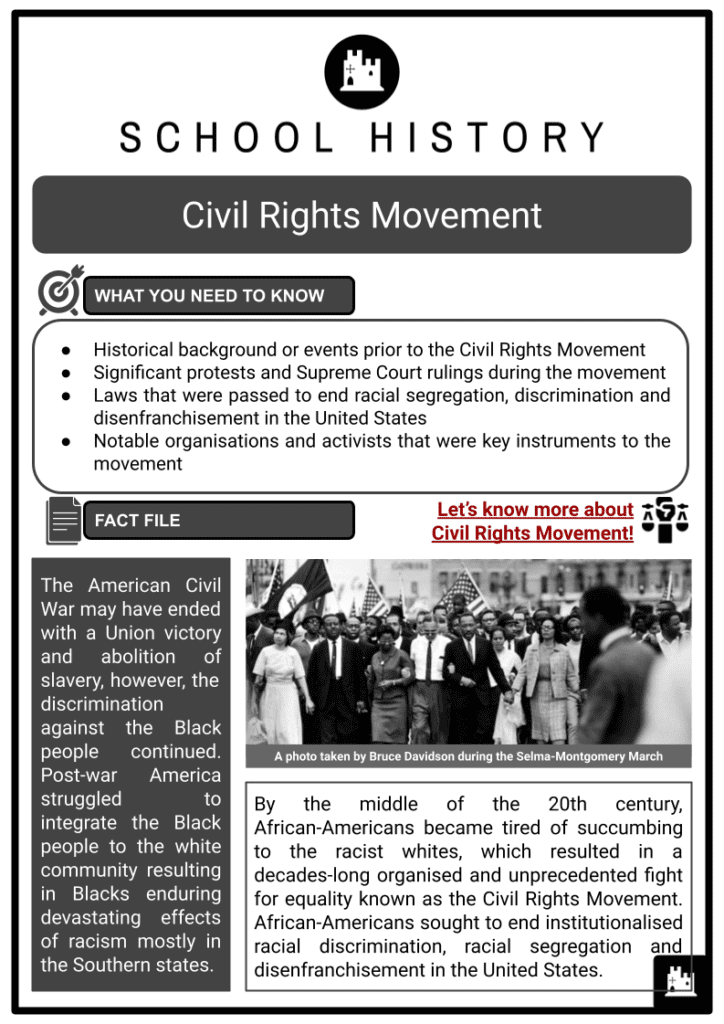 SCHOOL HISTORY
Civil Rights Movement
WHAT YOU NEED TO KNOW
● Historical background or events prior to the Civil Rights Movement
● Significant protests and Supreme Court rulings during the movement
● Laws that were passed to end racial segregation, discrimination and
disenfranchisement in the United States
● Notable organisations and activists that were key instruments to the
movement
FACT FILE
Let's know more about
Civil Rights Movement!
The American Civil
War may have ended
with a Union victory
and abolition of
slavery, however, the
discrimination
against the Black
people continued.
Post-war America
struggled to
integrate the Black
people to the white
community resulting
in Blacks enduring
devastating effects
of racism mostly in
the Southern states.
A photo taken by Bruce Davidson during the Selma-Montgomery March
By the middle of the 20th century,
African-Americans became tired of succumbing
to the racist whites, which resulted in a
decades-long organised and unprecedented fight
for equality known as the Civil Rights Movement.
African-Americans sought to end institutionalised
racial discrimination, racial segregation and
disenfranchisement in the United States.